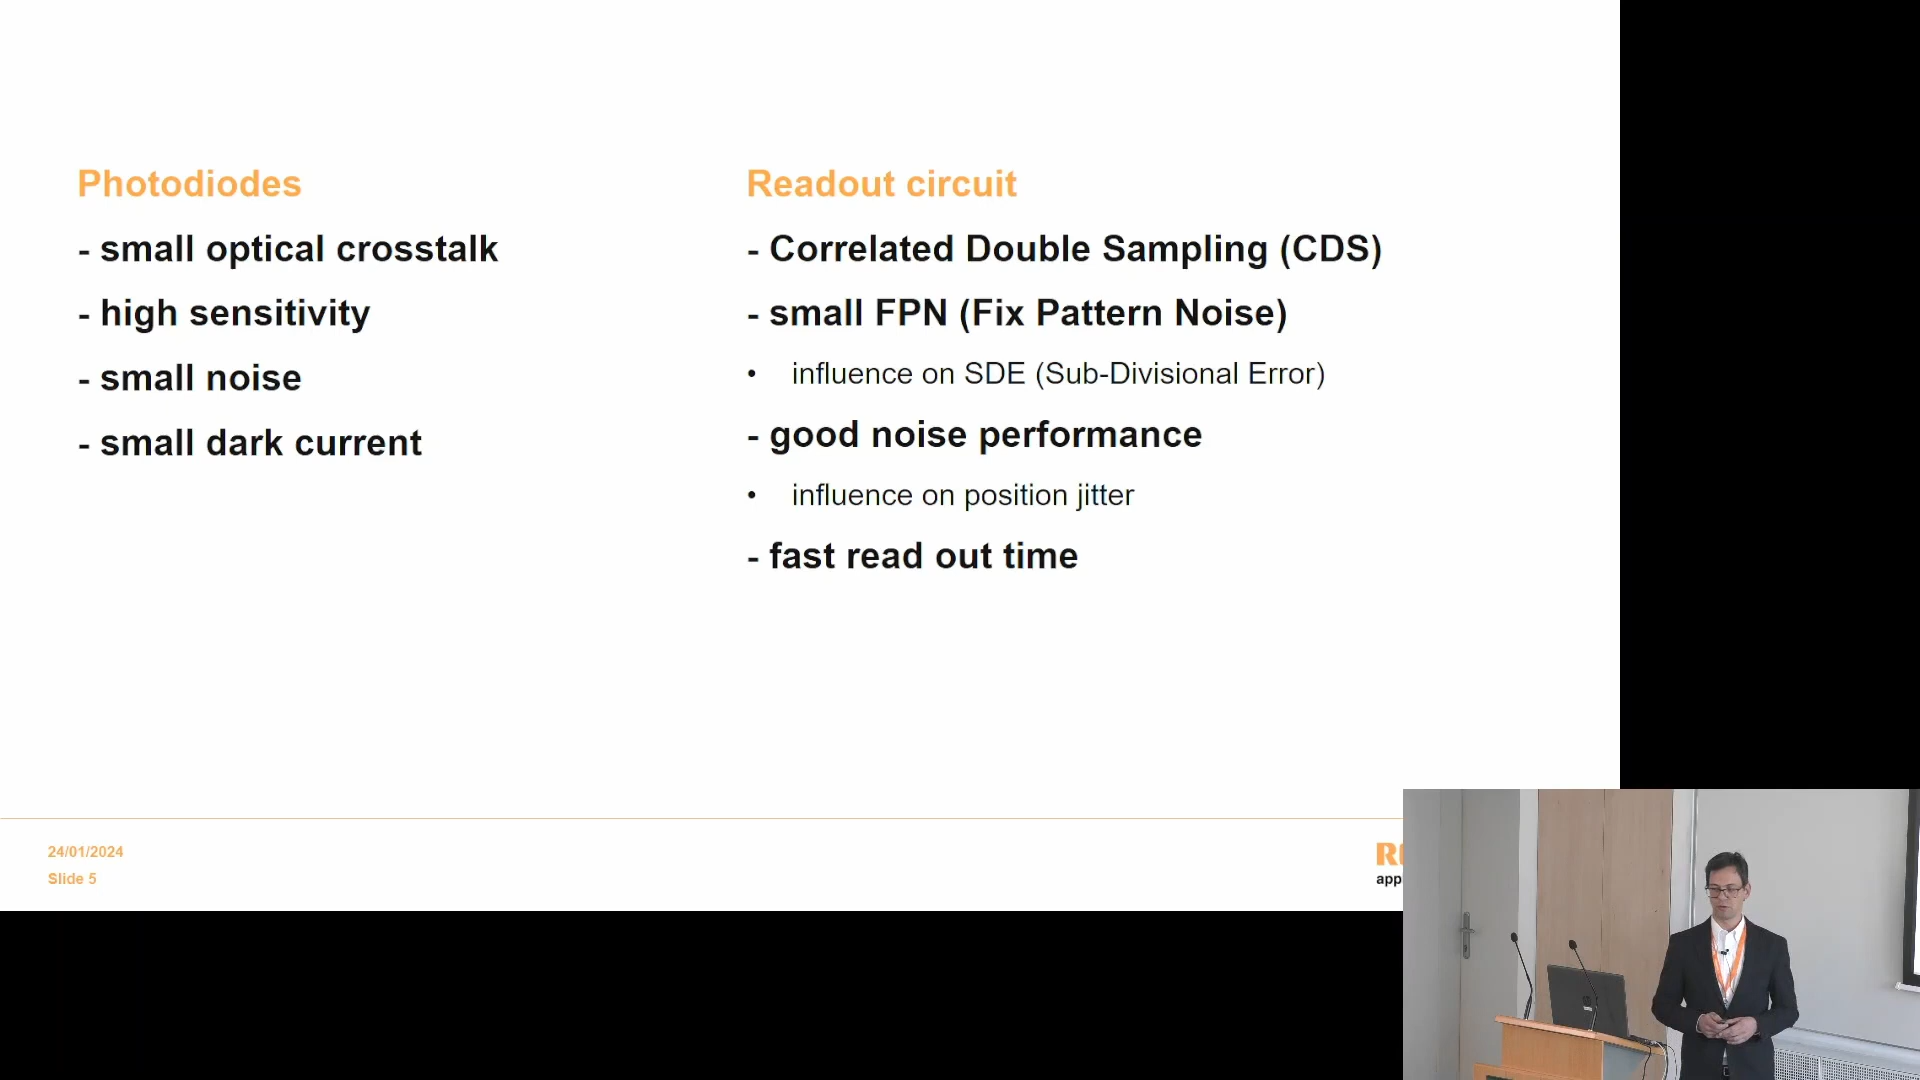 Photodiodes
- small optical crosstalk
- high sensitivity
- small noise
- small dark current
Readout circuit
- Correlated Double Sampling (CDS)
- small FPN (Fix Pattern Noise)
• influence on SDE (Sub-Divisional Error)
- good noise performance
• influence on position jitter
- fast read out time
24/01/2024
Slide 5
app